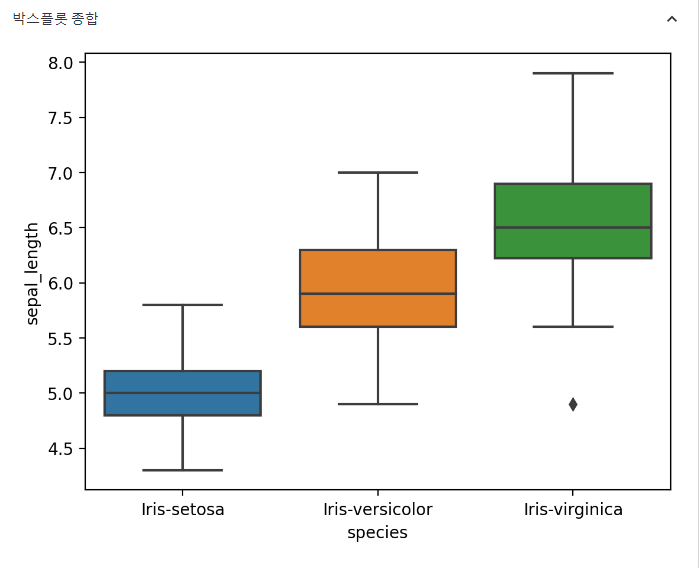 박스플롯 종합
8.0
7.5
7.0
6.5
6.0
5.5
5.0
4.5
sepal_length
Iris-setosa Iris-versicolor Iris-virginica
species